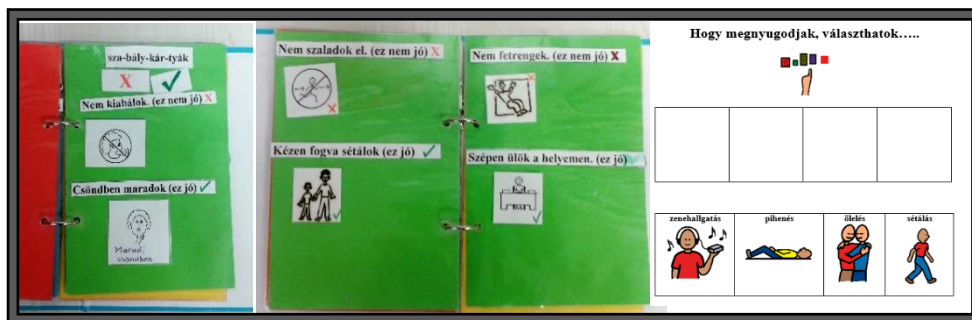 sza-bály-kár-tyák
X ✓
Nem kiabálok. (ez nem jó) X
Csöndben maradok (ez jó) ✓
Maradj
csöndben
Nem szaladok el. (ez nem jó) X
X
Kézen fogva sétálok (ez jó) ✓
✓
Nem fetrengek. (ez nem jó) X
X
Szépen ülök a helyemen. (ez jó) ✓
✓
Hogy megnyugodjak, választhatok…..
zenehallgatás
pihenés
ölelés
sétálás